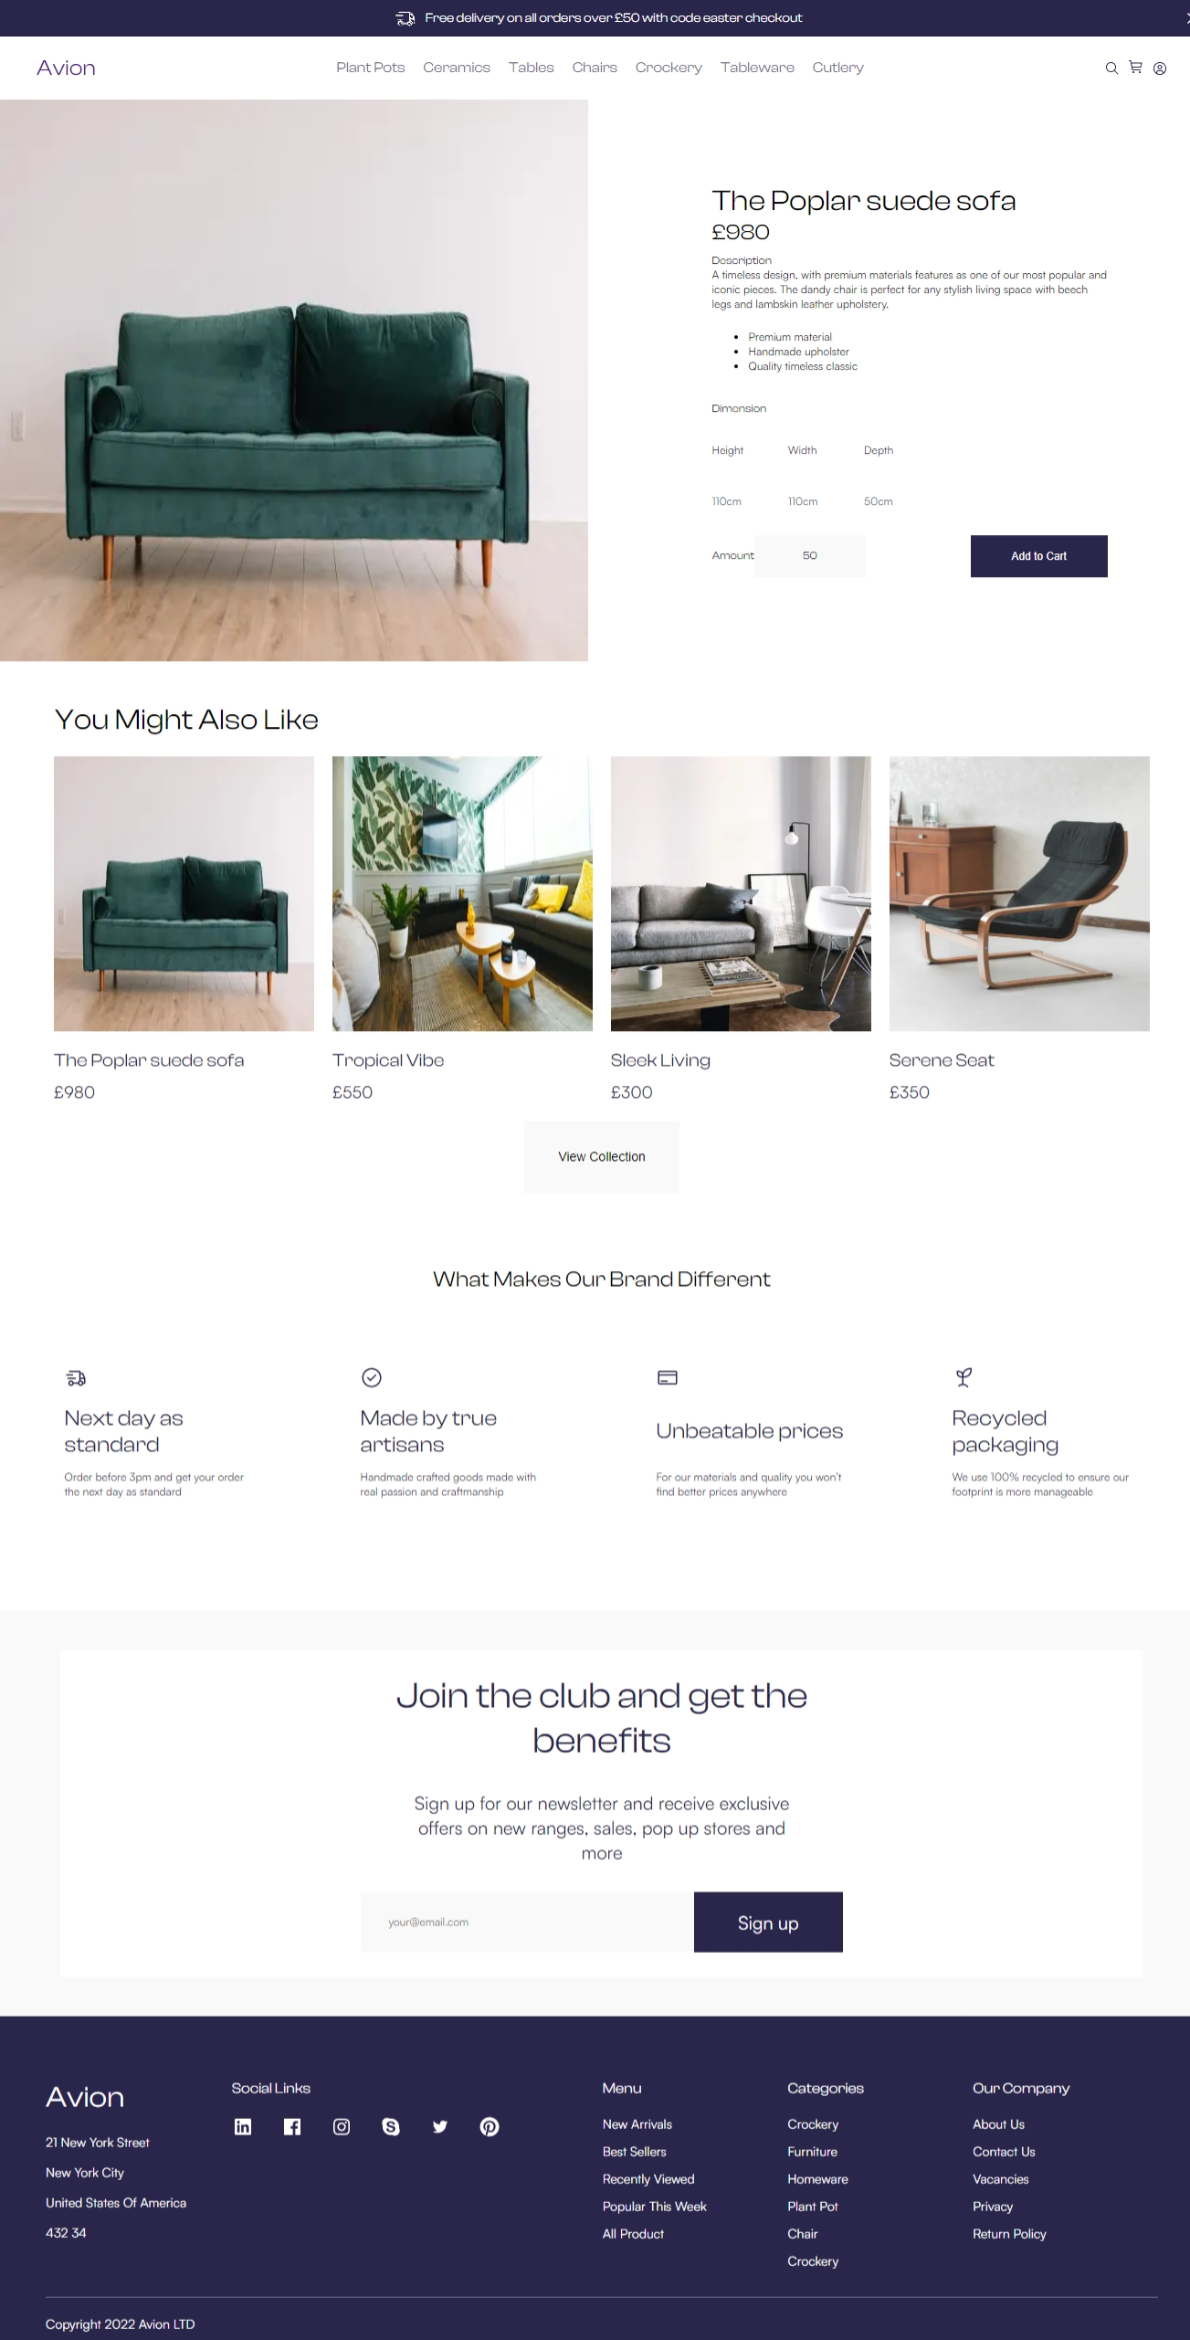 Free delivery on all orders over £50 with code easter checkout
Avion
Plant Pots Ceramics Tables Chairs Crockery Tableware Cutlery
The Poplar suede sofa
£980
Description
A timeless design, with premium materials features as one of our most popular and
iconic pieces. The dandy chair is perfect for any stylish living space with beech
legs and lambskin leather upholstery.
Premium material
Handmade upholster
Quality timeless classic
Dimension
Height Width Depth
110cm 110cm 50cm
Amount 50 Add to Cart
You Might Also Like
The Poplar suede sofa
£980
Tropical Vibe
£550
Sleek Living
£300
Serene Seat
£350
View Collection
What Makes Our Brand Different
Next day as
standard
Order before 3pm and get your order
the next day as standard
Made by true
artisans
Handmade crafted goods made with
real passion and craftmanship
Unbeatable prices
For our materials and quality you won't
find better prices anywhere
Recycled
packaging
We use 100% recycled to ensure our
footprint is more manageable
Join the club and get the
benefits
Sign up for our newsletter and receive exclusive
offers on new ranges, sales, pop up stores and
more
your@email.com
Sign up
Avion
21 New York Street
New York City
United States Of America
432 34
Social Links
Menu
New Arrivals
Best Sellers
Recently Viewed
Popular This Week
All Product
Categories
Crockery
Furniture
Homeware
Plant Pot
Chair
Crockery
Our Company
About Us
Contact Us
Vacancies
Privacy
Return Policy
Copyright 2022 Avion LTD